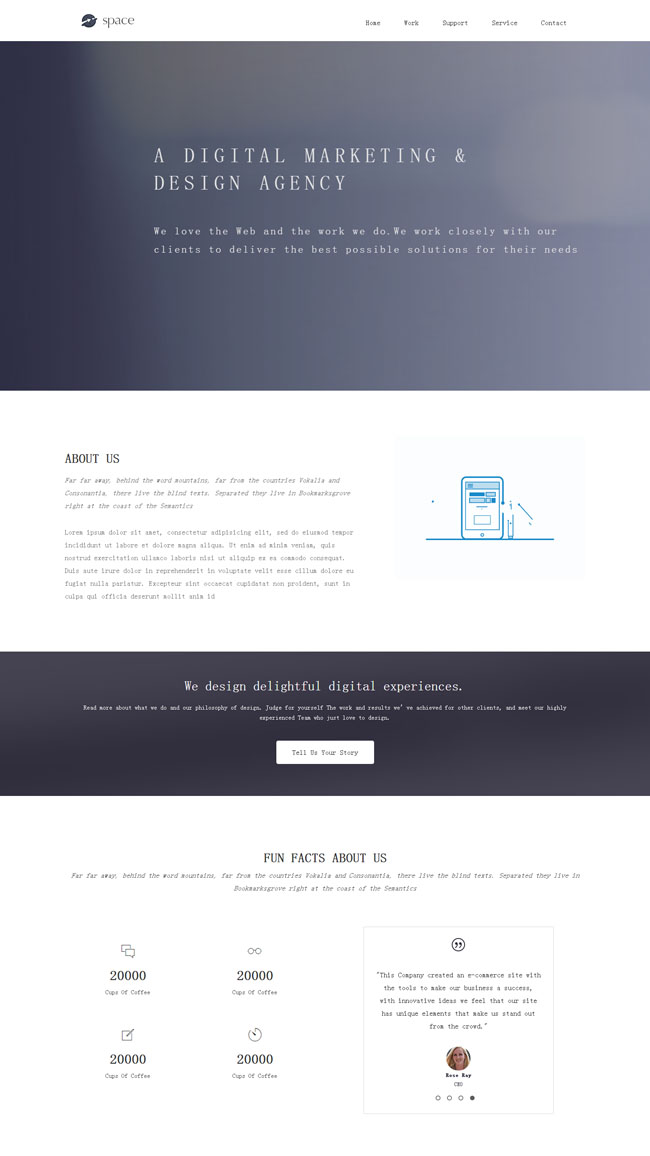 space
Home Work Support Service Contact
A DIGITAL MARKETING &
DESIGN AGENCY
We love the Web and the work we do.We work closely with our
clients to deliver the best possible solutions for their needs
ABOUT US
Far far away, behind the word mountains, far from the countries Vokalia and
Consonantia, there live the blind texts. Separated they live in Bookmarksgrove
right at the coast of the Semantics
Lorem ipsum dolor sit amet, consectetur adipisicing elit, sed do eiusmod tempor
incididunt ut labore et dolore magna aliqua. Ut enim ad minim veniam, quis
nostrud exercitation ullamco laboris nisi ut aliquip ex ea commodo consequat.
Duis aute irure dolor in reprehenderit in voluptate velit esse cillum dolore eu
fugiat nulla pariatur. Excepteur sint occaecat cupidatat non proident, sunt in
culpa qui officia deserunt mollit anim id
We design delightful digital experiences.
Read more about what we do and our philosophy of design. Judge for yourself The work and results we’ve achieved for other clients, and meet our highly
experienced Team who just love to design.
Tell Us Your Story
FUN FACTS ABOUT US
Far far away, behind the word mountains, far from the countries Vokalia and Consonantia, there live the blind texts. Separated they live in
Bookmarksgrove right at the coast of the Semantics
20000
Cups Of Coffee
20000
Cups Of Coffee
20000
Cups Of Coffee
20000
Cups Of Coffee
"This Company created an e-commerce site with
the tools to make our business a success,
with innovative ideas we feel that our site
has unique elements that make us stand out
from the crowd."
Rose Ray
CEO